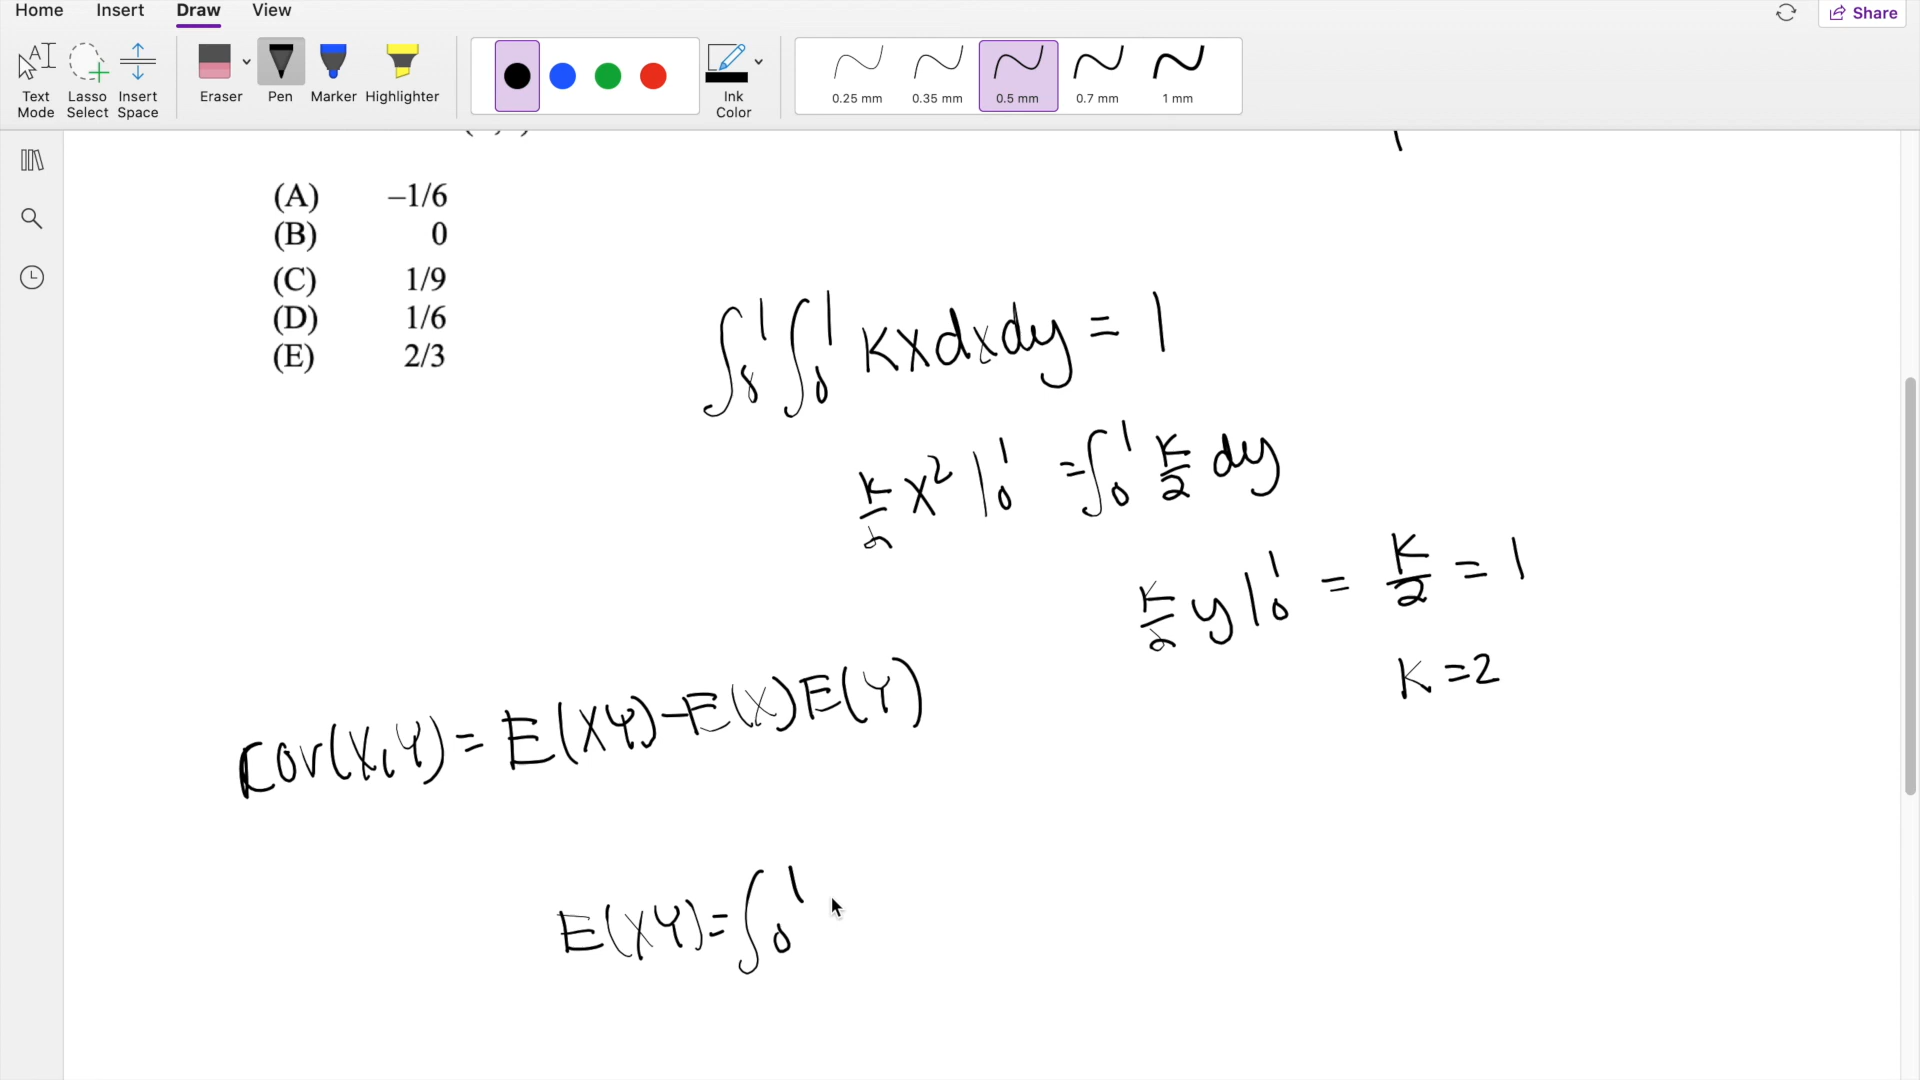 Home Insert Draw View
Share
Text Mode
Lasso Select
Insert Space
Eraser
Pen
Marker
Highlighter
Ink Color
0.25 mm
0.35 mm
0.5 mm
0.7 mm
1 mm
(A) –1/6
(B) 0
(C) 1/9
(D) 1/6
(E) 2/3
∫₀¹ ∫₀¹ kx dx dy = 1
k/2 x² |₀¹ = ∫₀¹ k/2 dy
k/2 y |₀¹ = k/2 = 1
k = 2
Cov(X,Y) = E(XY) - E(X)E(Y)
E(XY) = ∫₀¹